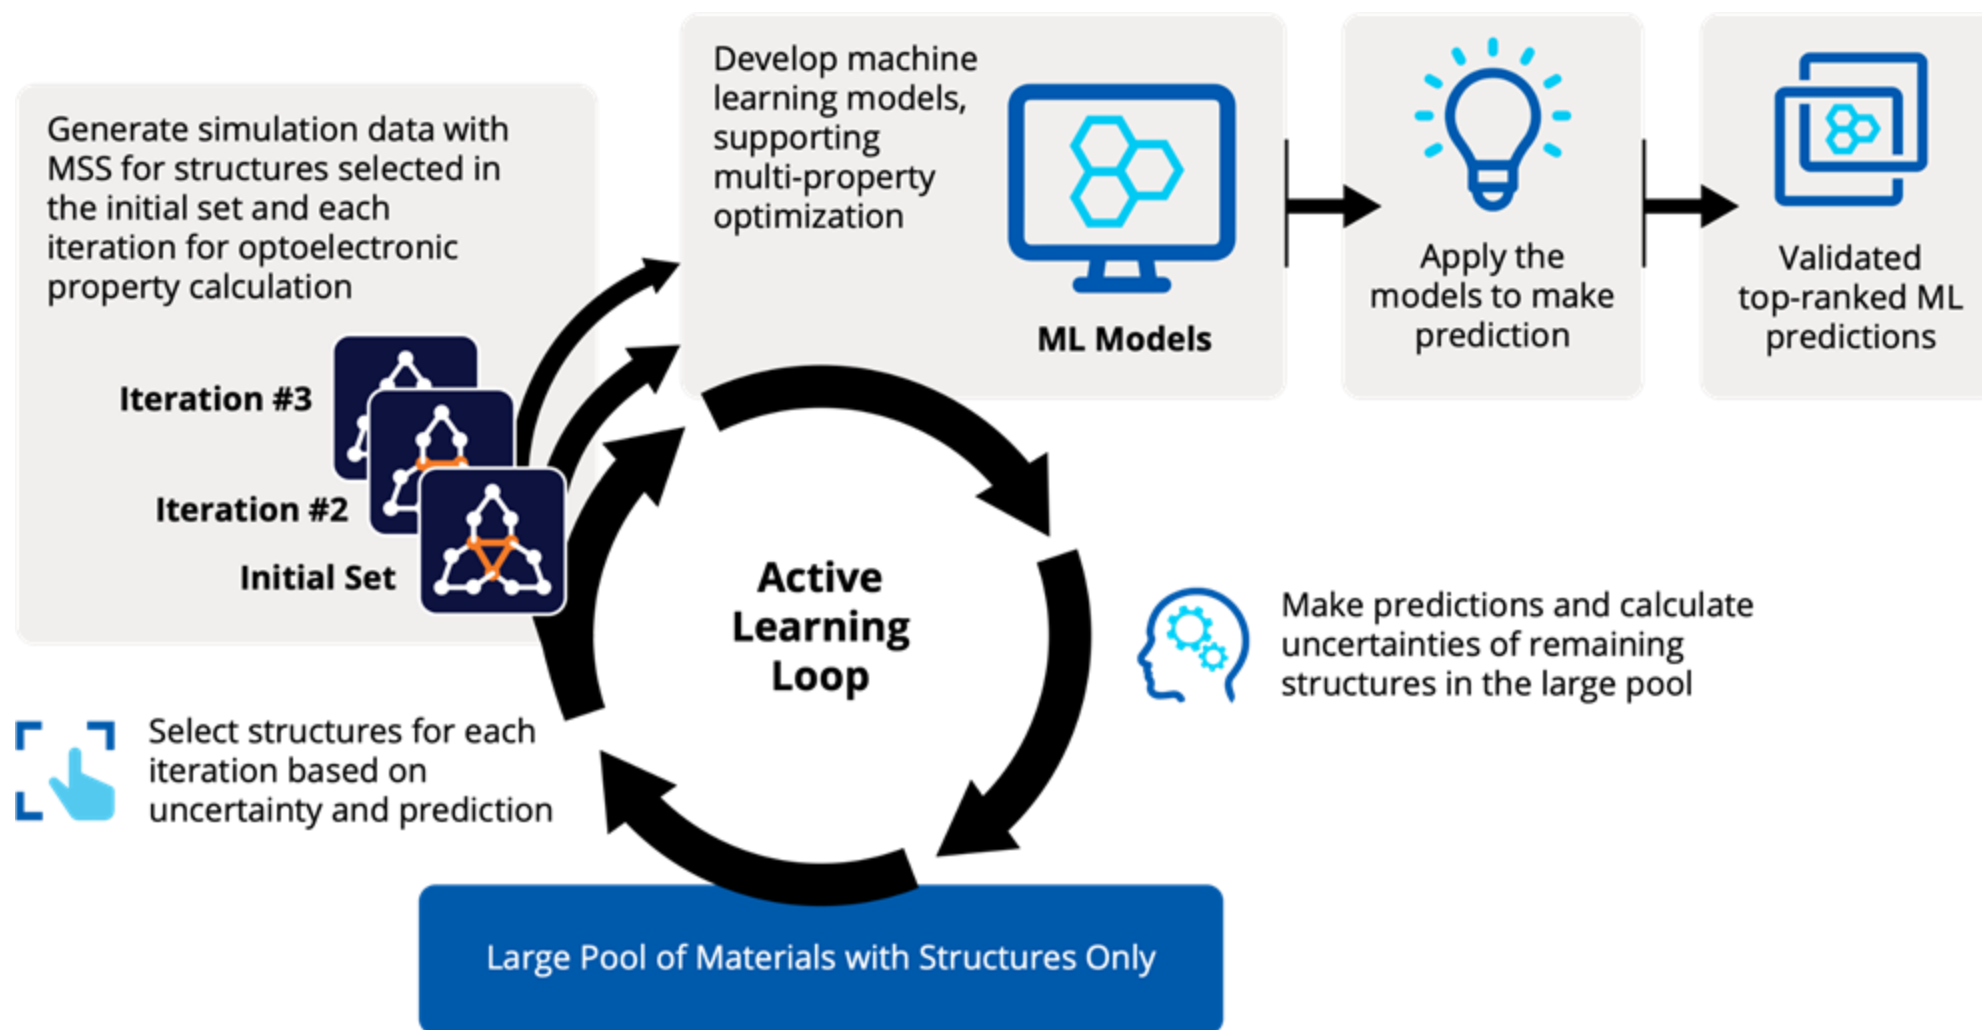 Generate simulation data with
MSS for structures selected in
the initial set and each
iteration for optoelectronic
property calculation
Iteration #3
Iteration #2
Initial Set
Develop machine
learning models,
supporting
multi-property
optimization
ML Models
Apply the
models to make
prediction
Validated
top-ranked ML
predictions
Active
Learning
Loop
Make predictions and calculate
uncertainties of remaining
structures in the large pool
Select structures for each
iteration based on
uncertainty and prediction
Large Pool of Materials with Structures Only